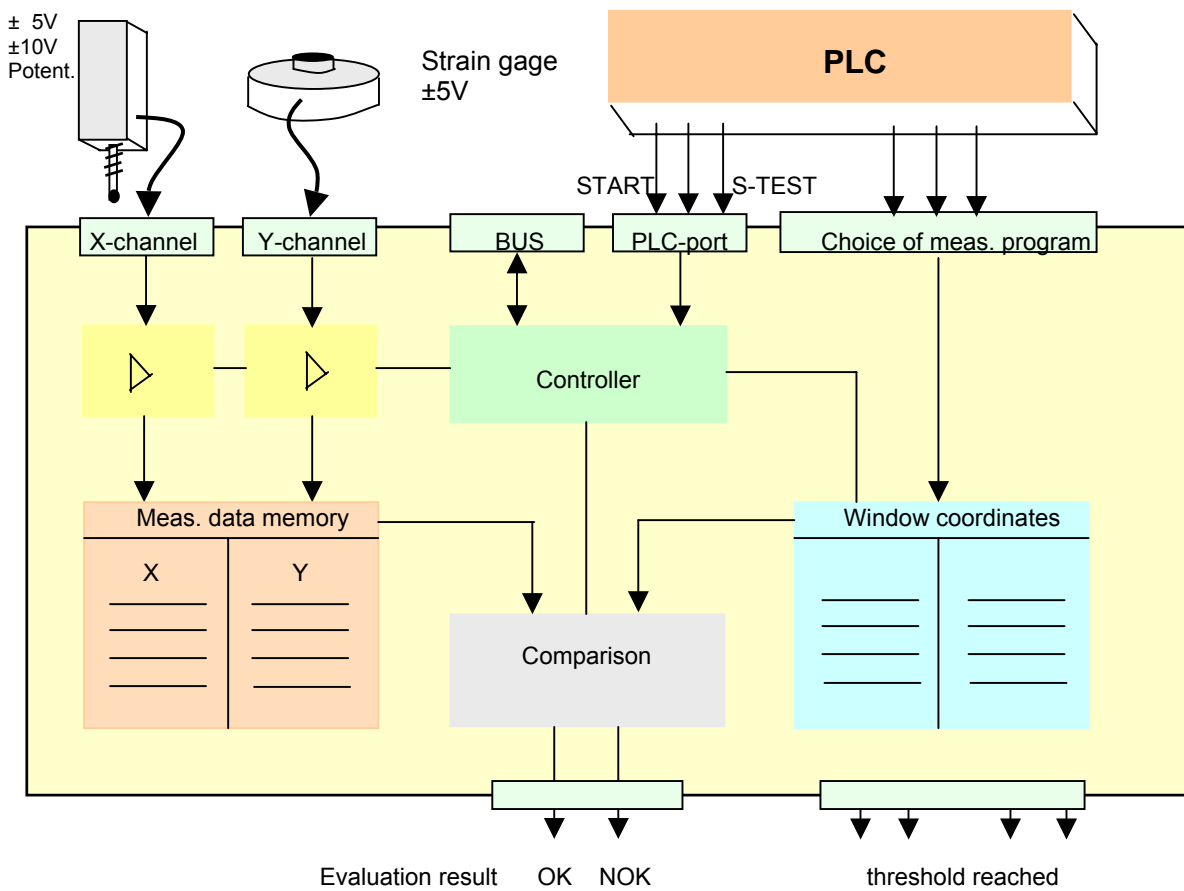 ± 5V
±10V
Potent.
Strain gage
±5V
PLC
START
S-TEST
X-channel
Y-channel
BUS
PLC-port
Choice of meas. program
Controller
Meas. data memory
X
Y
Window coordinates
Comparison
Evaluation result OK NOK
threshold reached